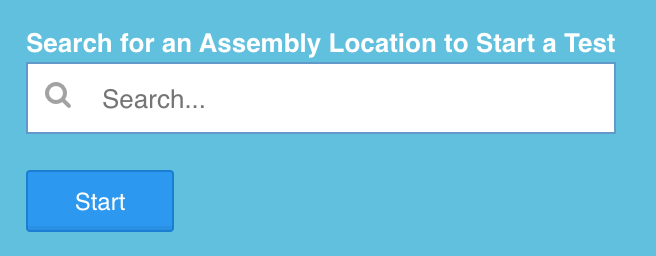 Search for an Assembly Location to Start a Test
Search...
Start